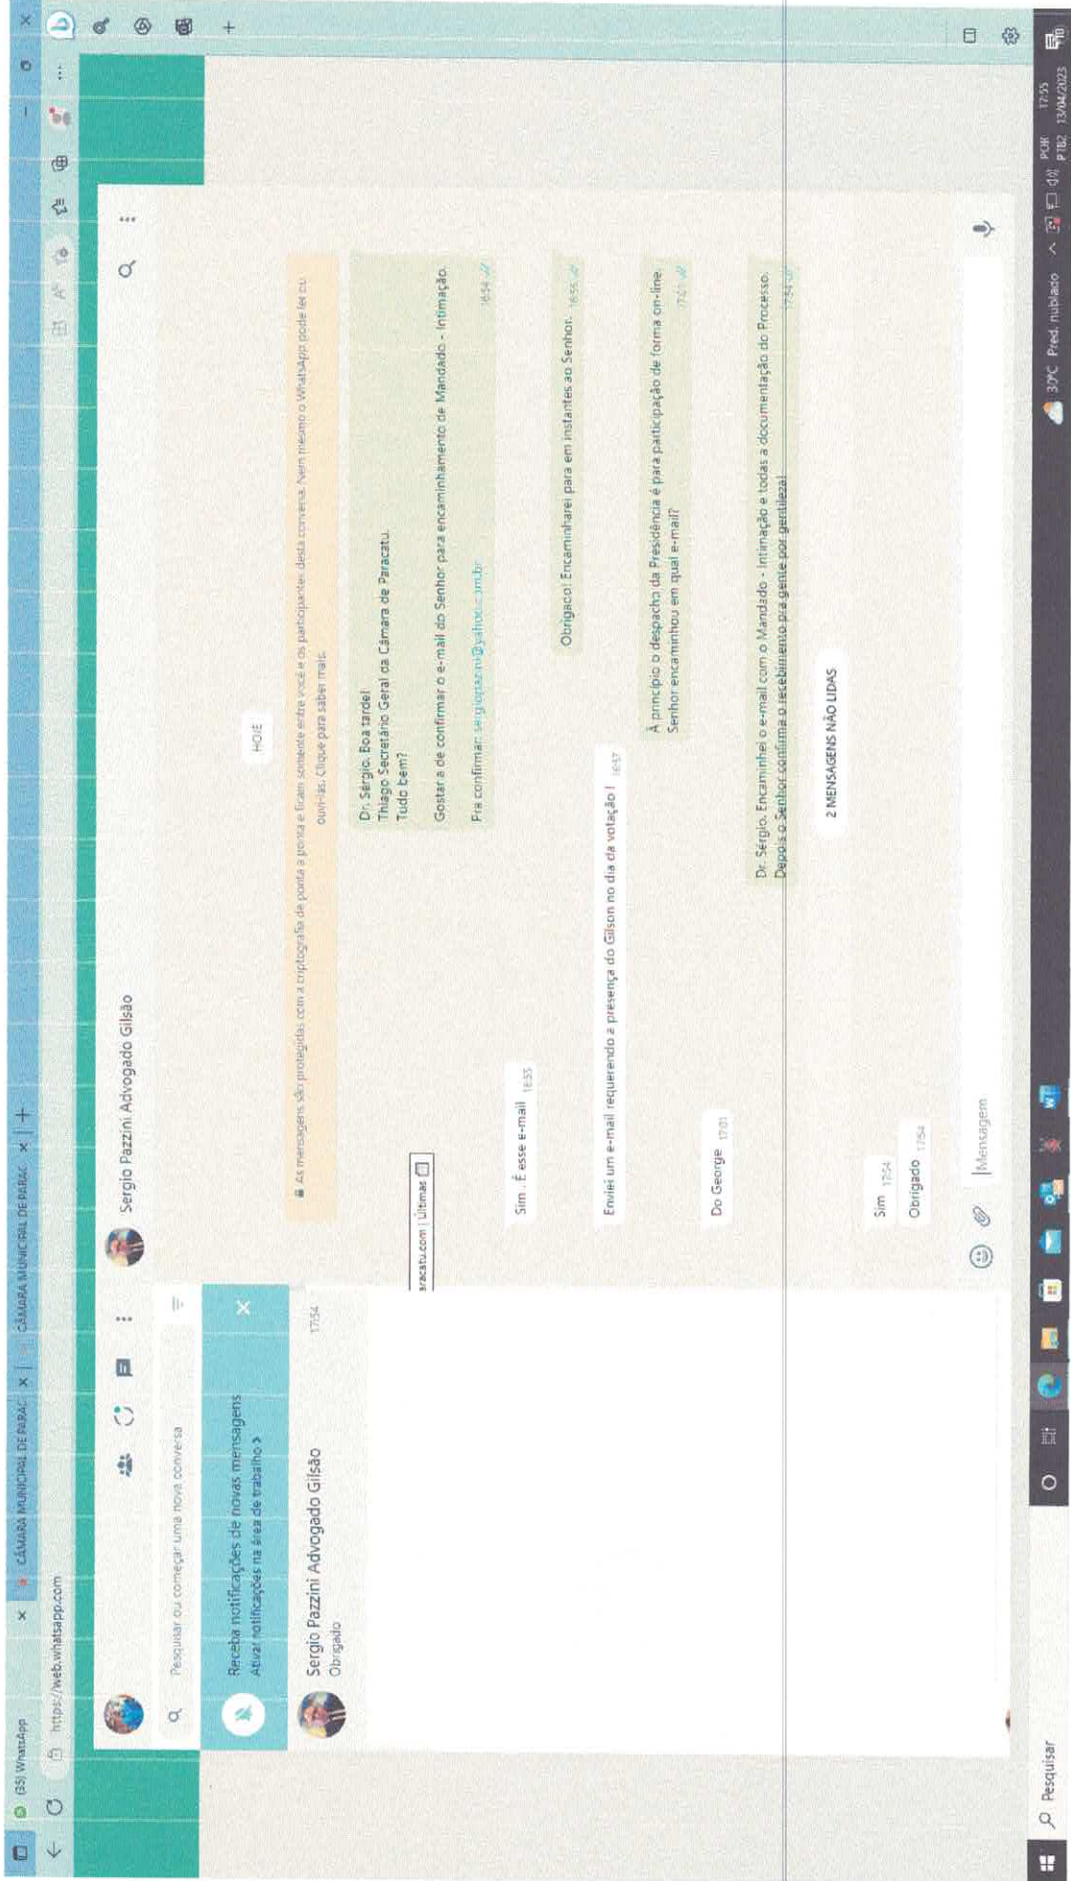 (35) WhatsApp
CÂMARA MUNICIPAL DE PARAC
CÂMARA MUNICIPAL DE PARAC
https://web.whatsapp.com
Pesquisar ou começar uma nova conversa
Receba notificações de novas mensagens
Ativar notificações na área de trabalho >
Sergio Pazzini Advogado Gilsão
17:54
Obrigado
Sergio Pazzini Advogado Gilsão
HOJE
As mensagens são protegidas com a criptografia de ponta a ponta e ficam somente entre você e os participantes desta conversa. Nem mesmo o WhatsApp pode ler ou
ouvi-las. Clique para saber mais.
Dr. Sérgio. Boa tarde!
Thiago Secretário Geral da Câmara de Paracatu.
Tudo bem?
aracatu.com | Últimas
Gostaria de confirmar o e-mail do Senhor para encaminhamento de Mandado - Intimação.
Pra confirmar:
16:54
Sim . É esse e-mail 16:55
Obrigado! Encaminharei para em instantes ao Senhor. 16:55
Enviei um e-mail requerendo a presença do Gilson no dia da votação ! 16:57
À princípio o despacho da Presidência é para participação de forma on-line.
Senhor encaminhou em qual e-mail?
17:01
Do George 17:01
Dr. Sérgio. Encaminhei o e-mail com o Mandado - Intimação e todas a documentação do Processo.
Depois o Senhor confirma o recebimento pra gente por gentileza!
17:54
2 MENSAGENS NÃO LIDAS
Sim 17:54
Obrigado 17:54
Mensagem
Pesquisar
30°C Pred. nublado
POR
PTB2
17:55
13/04/2023